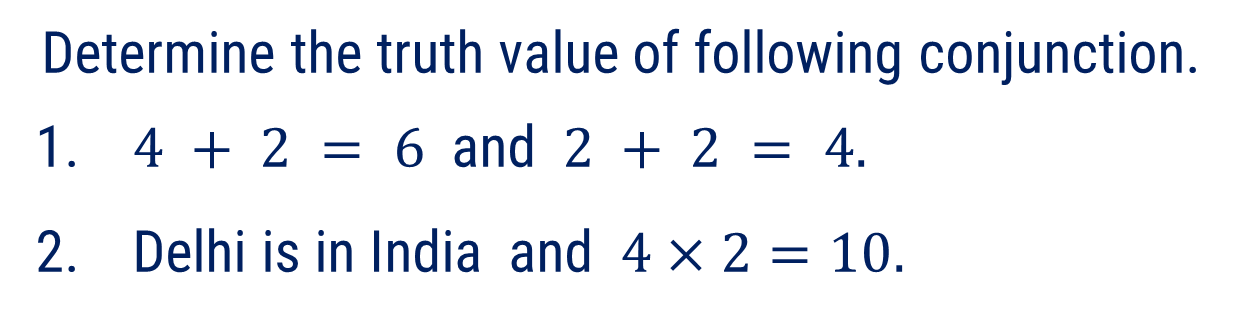 Determine the truth value of following conjunction.
1. 4 + 2 = 6 and 2 + 2 = 4.
2. Delhi is in India and 4 × 2 = 10.